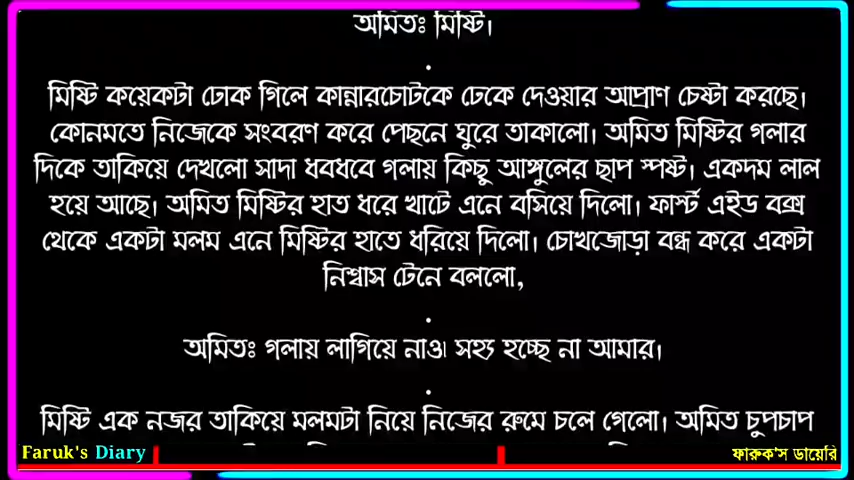 অমিতঃ মিষ্টি।
.
মিষ্টি কয়েকটা ঢোক গিলে কান্নারচোটকে ঢেকে দেওয়ার আপ্রাণ চেষ্টা করছে।
কোনমতে নিজেকে সংবরণ করে পেছনে ঘুরে তাকালো। অমিত মিষ্টির গলার
দিকে তাকিয়ে দেখলো সাদা ধবধবে গলায় কিছু আঙ্গুলের ছাপ স্পষ্ট। একদম লাল
হয়ে আছে। অমিত মিষ্টির হাত ধরে খাটে এনে বসিয়ে দিলো। ফার্স্ট এইড বক্স
থেকে একটা মলম এনে মিষ্টির হাতে ধরিয়ে দিলো। চোখজোড়া বন্ধ করে একটা
নিশ্বাস টেনে বললো,
.
অমিতঃ গলায় লাগিয়ে নাও। সহ্য হচ্ছে না আমার।
.
মিষ্টি এক নজর তাকিয়ে মলমটা নিয়ে নিজের রুমে চলে গেলো। অমিত চুপচাপ
Faruk's Diary
ফারুক'স ডায়েরি